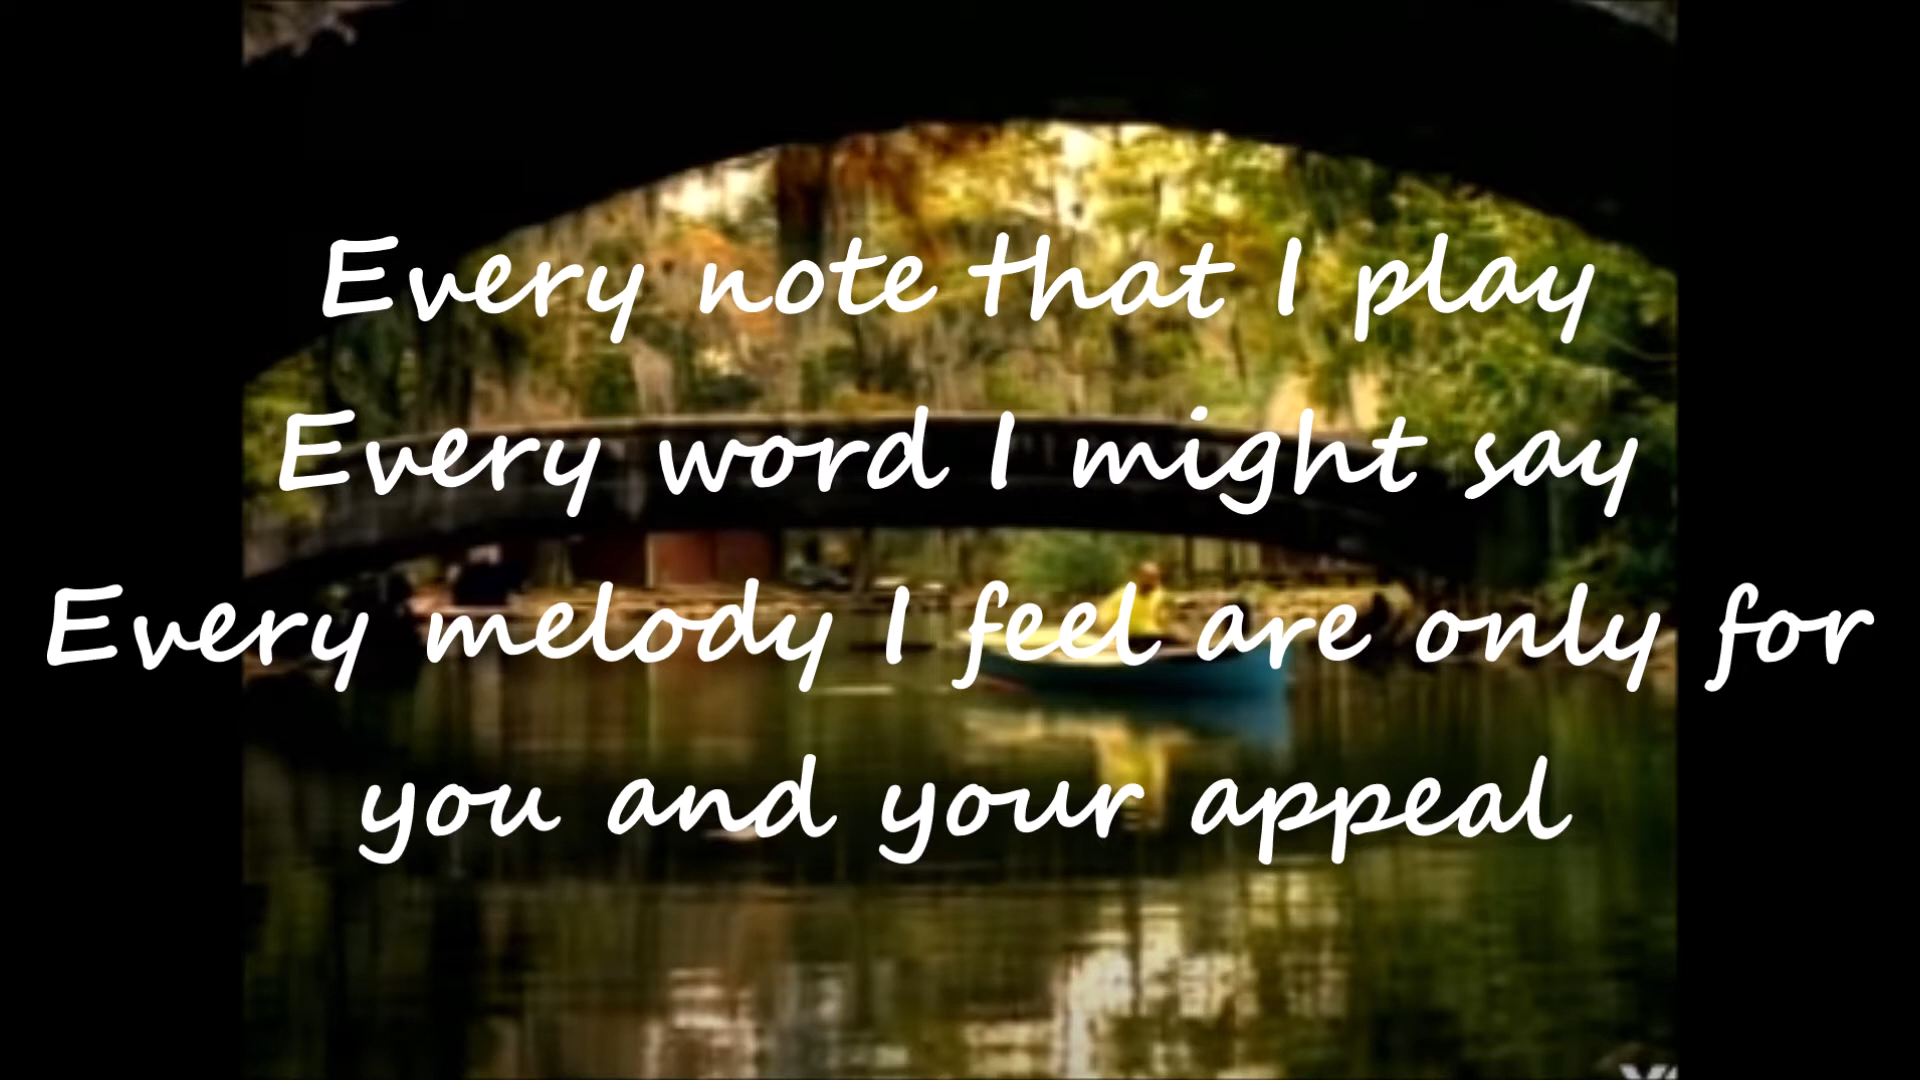 Every note that I play
Every word I might say
Every melody I feel are only for
you and your appeal